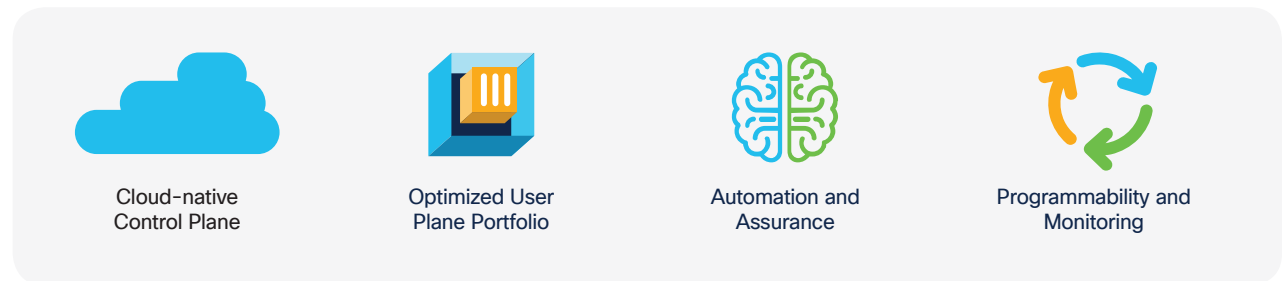 Cloud-native
Control Plane
Optimized User
Plane Portfolio
Automation and
Assurance
Programmability and
Monitoring